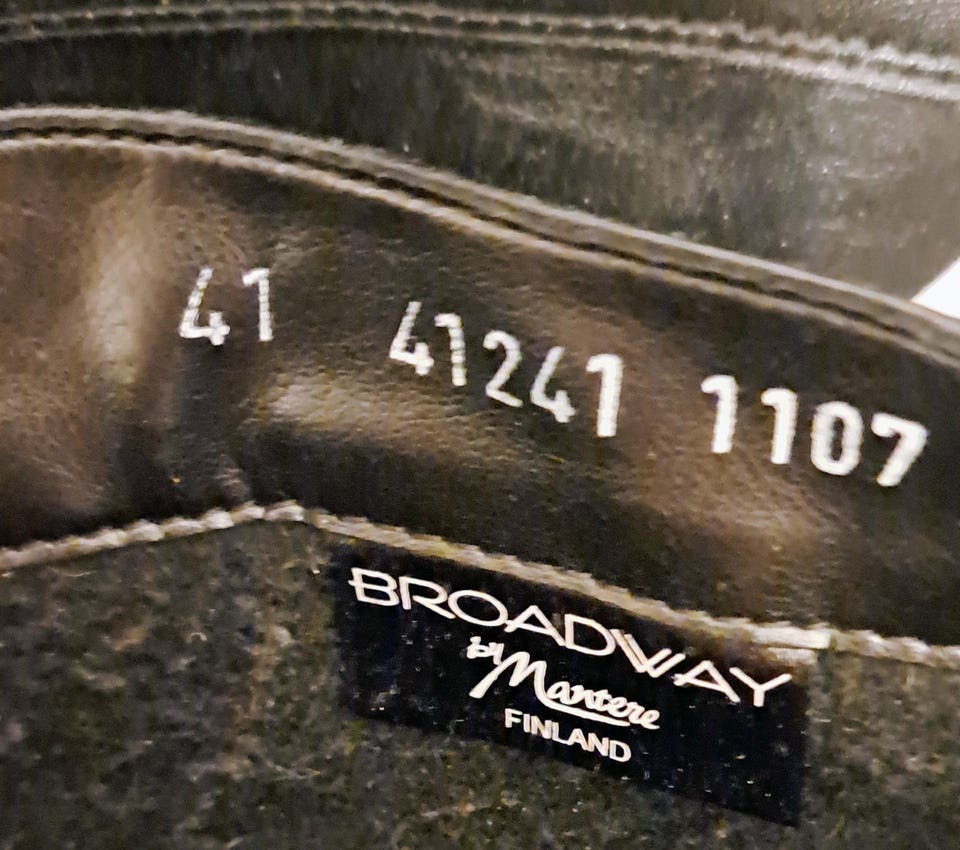 41 41241 1107
BROADWAY
by Mantere
FINLAND